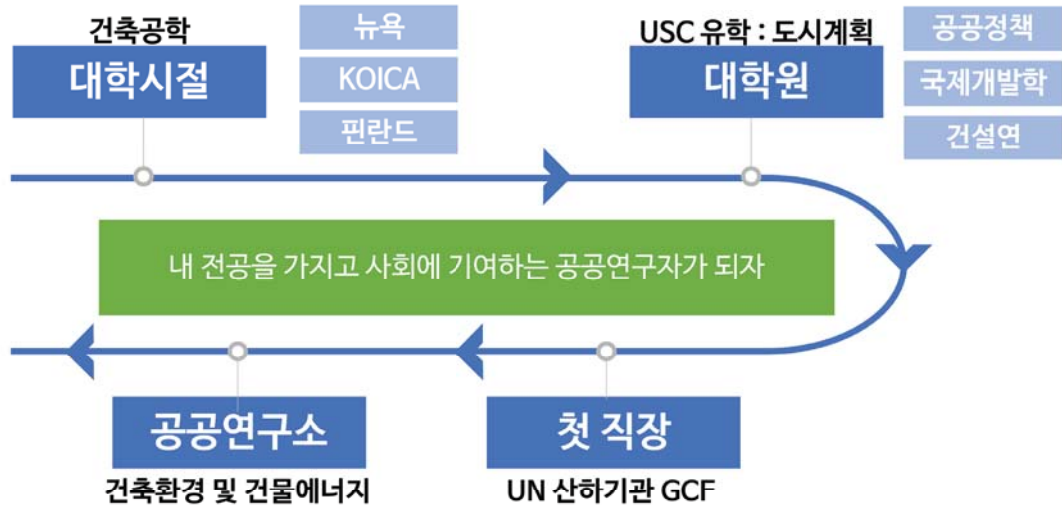 건축공학
대학시절
뉴욕
KOICA
핀란드
USC 유학 : 도시계획
대학원
공공정책
국제개발학
건설연
내 전공을 가지고 사회에 기여하는 공공연구자가 되자
공공연구소
건축환경 및 건물에너지
첫 직장
UN 산하기관 GCF